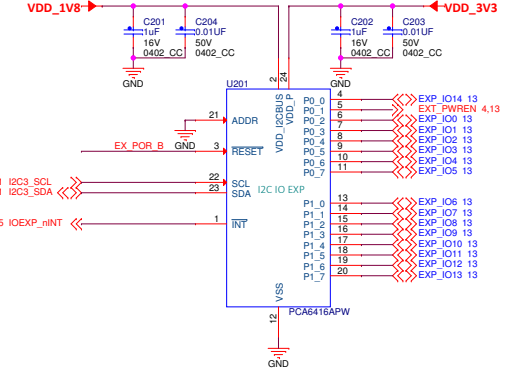 VDD_1V8
VDD_3V3
C201 C204
1uF 0.01UF
16V 50V
0402_CC 0402_CC
C202 C203
1uF 0.01UF
16V 50V
0402_CC 0402_CC
GND
GND
U201
2 24
VDD_I2CBUS
VDD_P
21 ADDR
GND
EX_POR_B 3 RESET
I2C3_SCL 22 SCL
I2C3_SDA 23 SDA
I2C IO EXP
IOEXP_nINT 1 INT
P0_0 4 EXP_IO14 13
P0_1 5 EXT_PWREN 4,13
P0_2 6 EXP_IO0 13
P0_3 7 EXP_IO1 13
P0_4 8 EXP_IO2 13
P0_5 9 EXP_IO3 13
P0_6 10 EXP_IO4 13
P0_7 11 EXP_IO5 13
P1_0 13 EXP_IO6 13
P1_1 14 EXP_IO7 13
P1_2 15 EXP_IO8 13
P1_3 16 EXP_IO9 13
P1_4 17 EXP_IO10 13
P1_5 18 EXP_IO11 13
P1_6 19 EXP_IO12 13
P1_7 20 EXP_IO13 13
VSS
12
PCA6416APW
GND